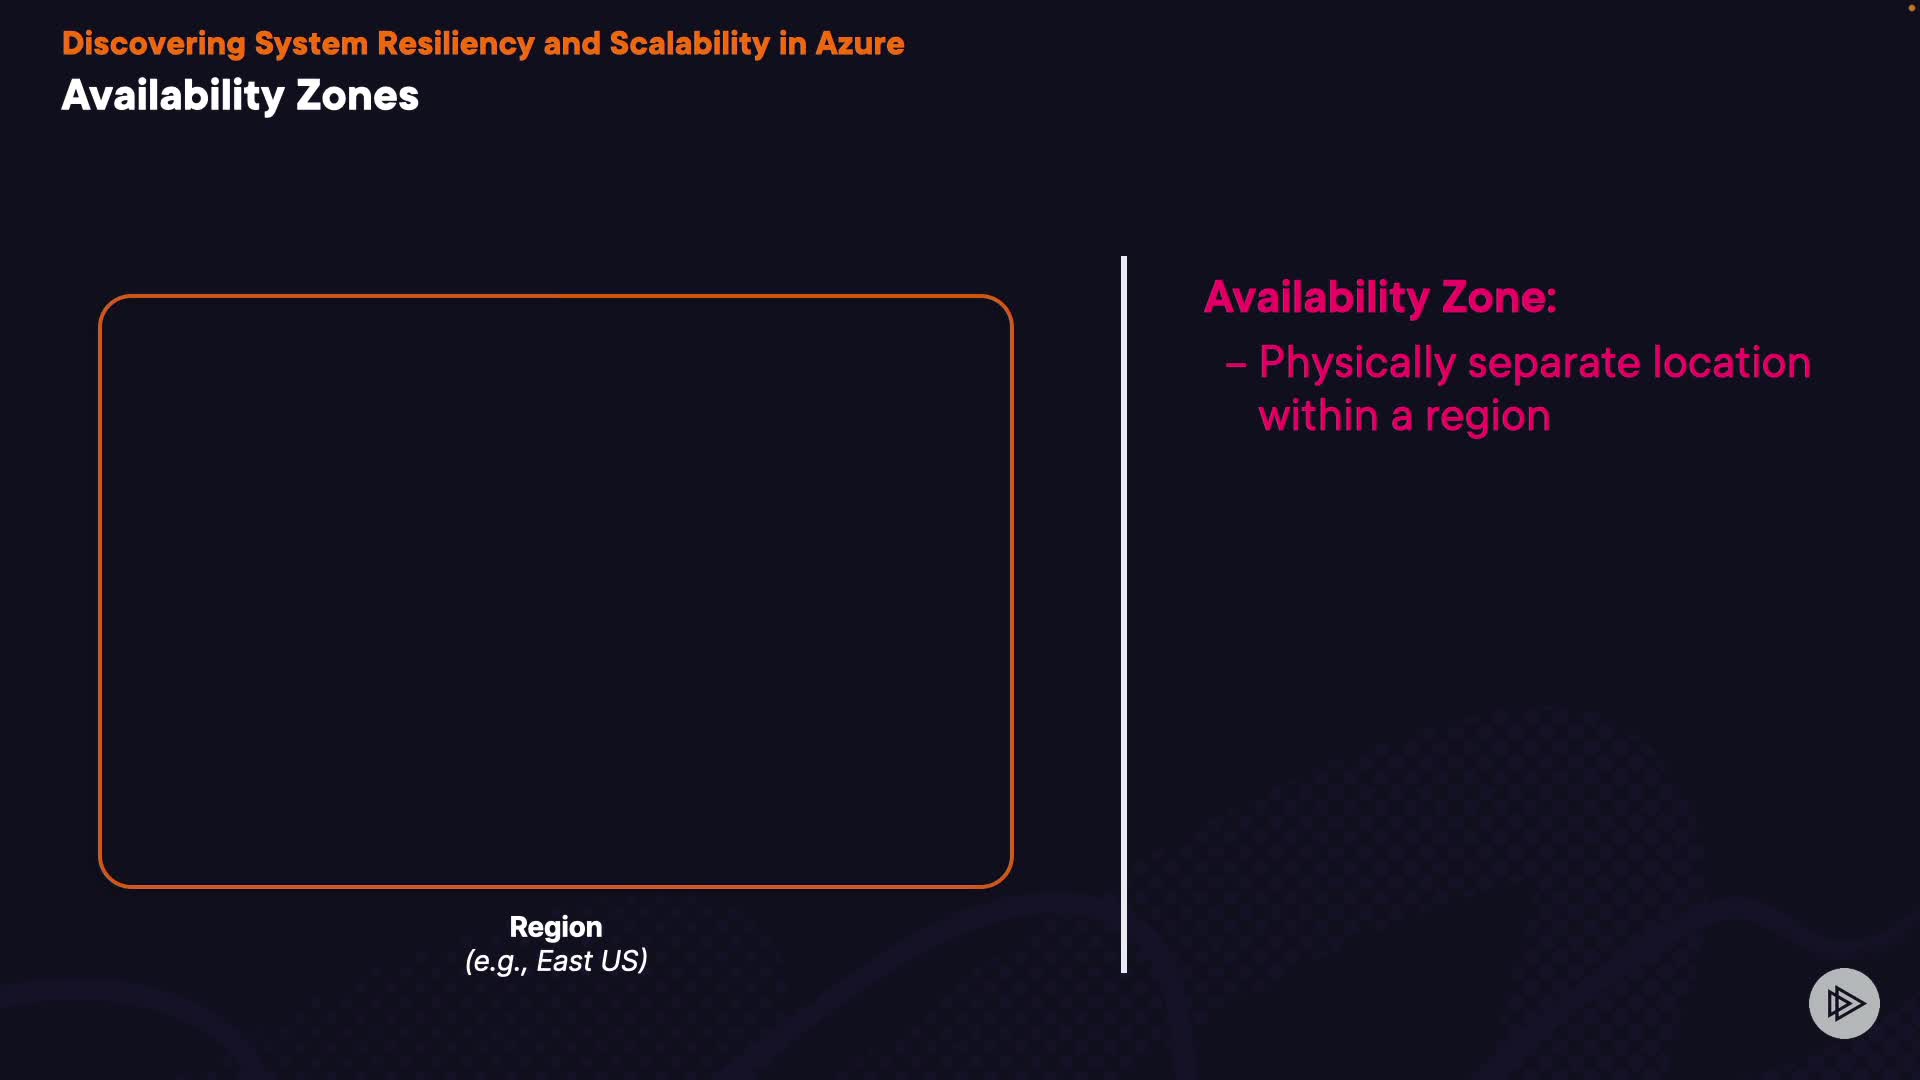 Discovering System Resiliency and Scalability in Azure
Availability Zones
Availability Zone:
– Physically separate location
within a region
Region
(e.g., East US)